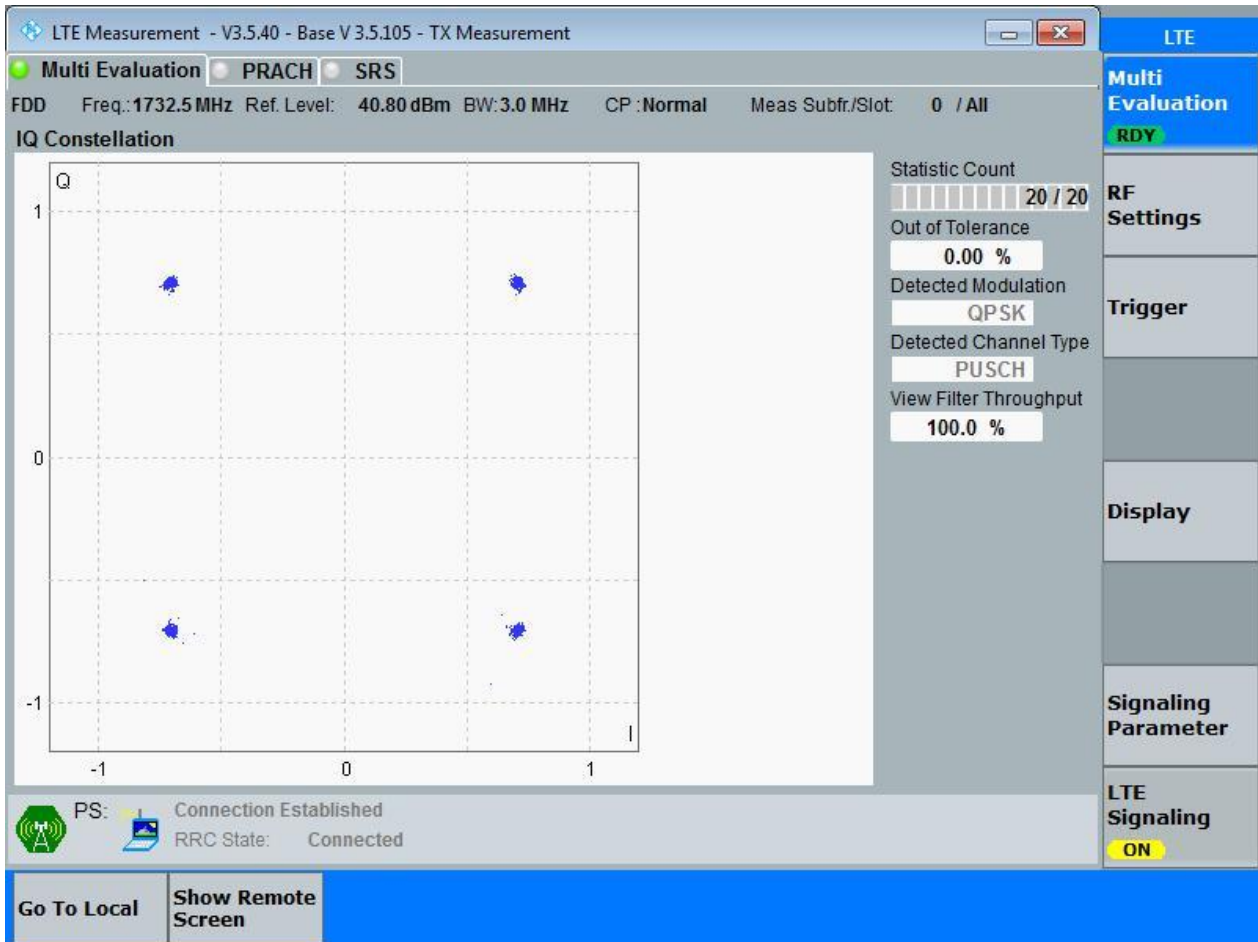 LTE Measurement - V3.5.40 - Base V 3.5.105 - TX Measurement
LTE
Multi Evaluation PRACH SRS
FDD Freq.: 1732.5 MHz Ref. Level: 40.80 dBm BW: 3.0 MHz CP : Normal Meas Subfr./Slot: 0 / All
IQ Constellation
Q
1
0
-1
I
-1 0 1
Statistic Count
20 / 20
Out of Tolerance
0.00 %
Detected Modulation
QPSK
Detected Channel Type
PUSCH
View Filter Throughput
100.0 %
Multi
Evaluation
RDY
RF
Settings
Trigger
Display
Signaling
Parameter
LTE
Signaling
ON
PS: Connection Established
RRC State: Connected
Go To Local
Show Remote
Screen